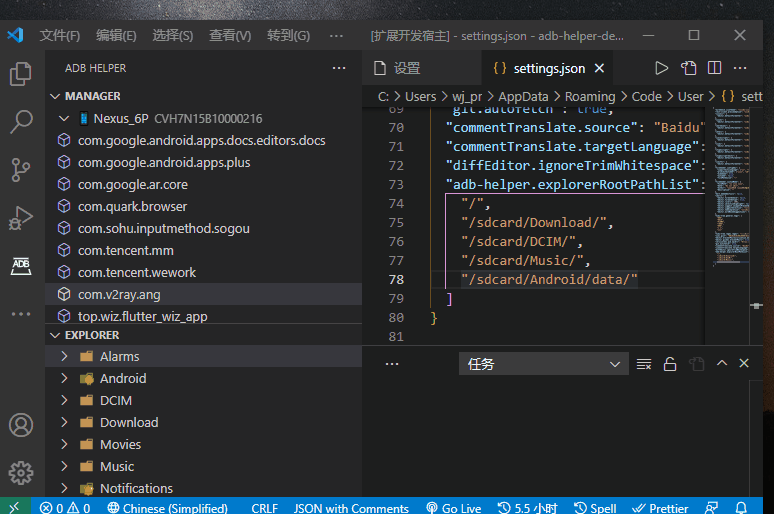 文件(F) 编辑(E) 选择(S) 查看(V) 转到(G) ··· [扩展开发宿主] - settings.json - adb-helper-de...
ADB HELPER ···
MANAGER
Nexus_6P CVH7N15B10000216
com.google.android.apps.docs.editors.docs
com.google.android.apps.plus
com.google.ar.core
com.quark.browser
com.sohu.inputmethod.sogou
com.tencent.mm
com.tencent.wework
com.v2ray.ang
top.wiz.flutter_wiz_app
EXPLORER
Alarms
Android
DCIM
Download
Movies
Music
Notifications
ADB
设置 {} settings.json
C: > Users > wj_pr > AppData > Roaming > Code > User > {} sett
69 "git.autofetch": true,
70 "commentTranslate.source": "Baidu"
71 "commentTranslate.targetLanguage":
72 "diffEditor.ignoreTrimWhitespace":
73 "adb-helper.explorerRootPathList":
74 "/",
75 "/sdcard/Download/",
76 "/sdcard/DCIM/",
77 "/sdcard/Music/",
78 "/sdcard/Android/data/"
79 ]
80 }
81
··· 任务
0 0 Chinese (Simplified) CRLF JSON with Comments Go Live 5.5 小时 Spell Prettier